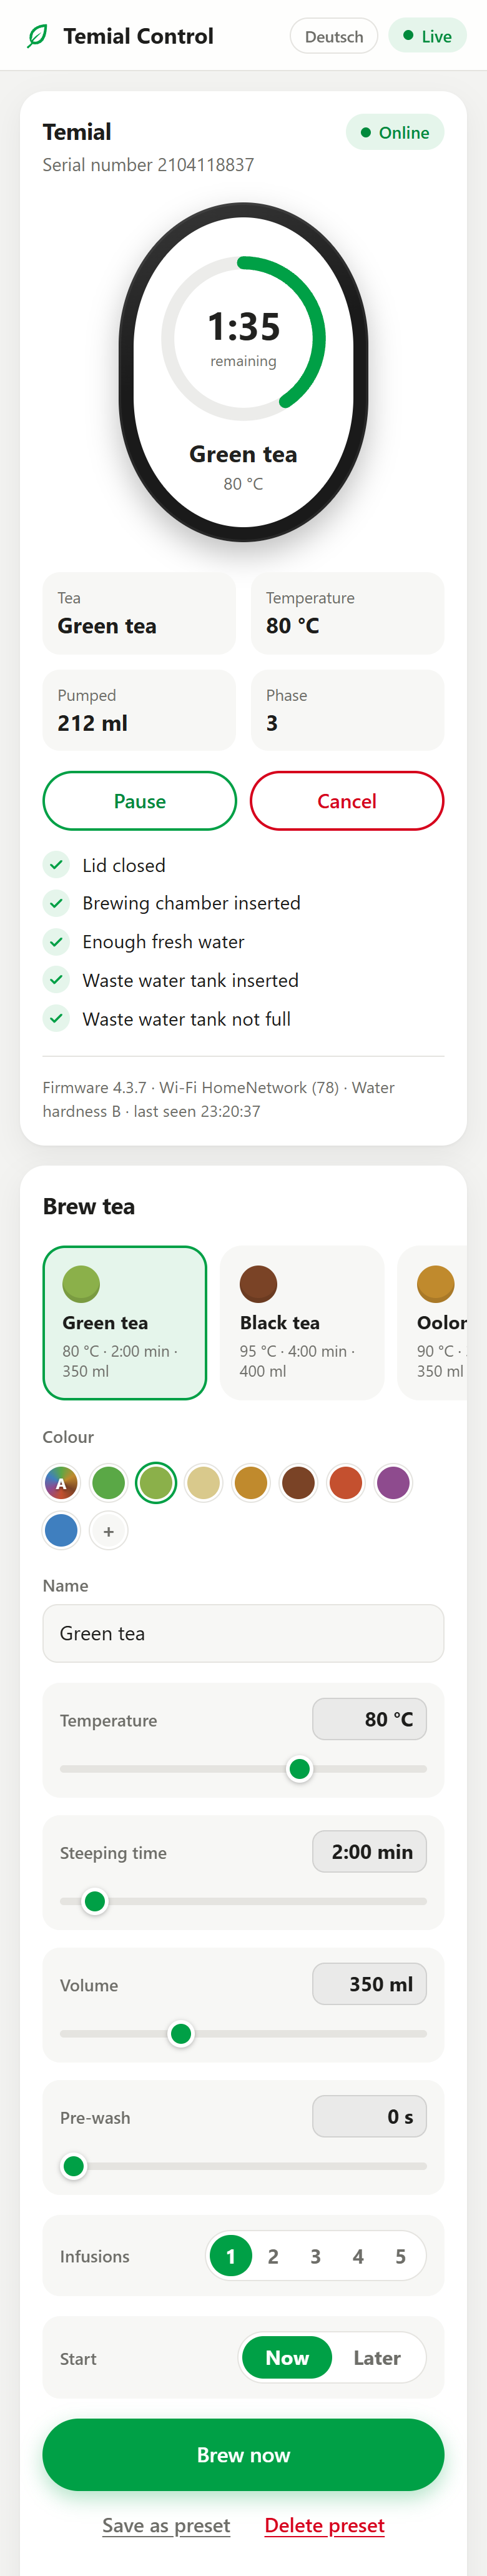 Temial Control
Deutsch
Live
Temial
Online
Serial number 2104118837
1:35
remaining
Green tea
80 °C
Tea
Green tea
Temperature
80 °C
Pumped
212 ml
Phase
3
Pause
Cancel
Lid closed
Brewing chamber inserted
Enough fresh water
Waste water tank inserted
Waste water tank not full
Firmware 4.3.7 · Wi-Fi HomeNetwork (78) · Water
hardness B · last seen 23:20:37
Brew tea
Green tea
80 °C · 2:00 min ·
350 ml
Black tea
95 °C · 4:00 min ·
400 ml
90 °C ·
350 ml
Colour
A
+
Name
Green tea
Temperature
80 °C
Steeping time
2:00 min
Volume
350 ml
Pre-wash
0 s
Infusions
1 2 3 4 5
Start
Now
Later
Brew now
Save as preset
Delete preset